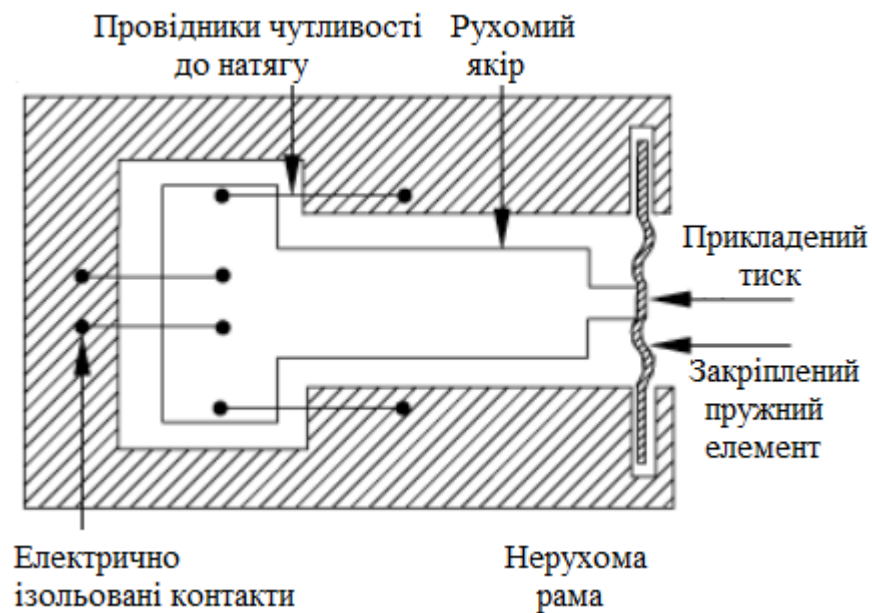 Провідники чутливості
до натягу
Рухомий
якір
Прикладений
тиск
Закріплений
пружний
елемент
Електрично
ізольовані контакти
Нерухома
рама